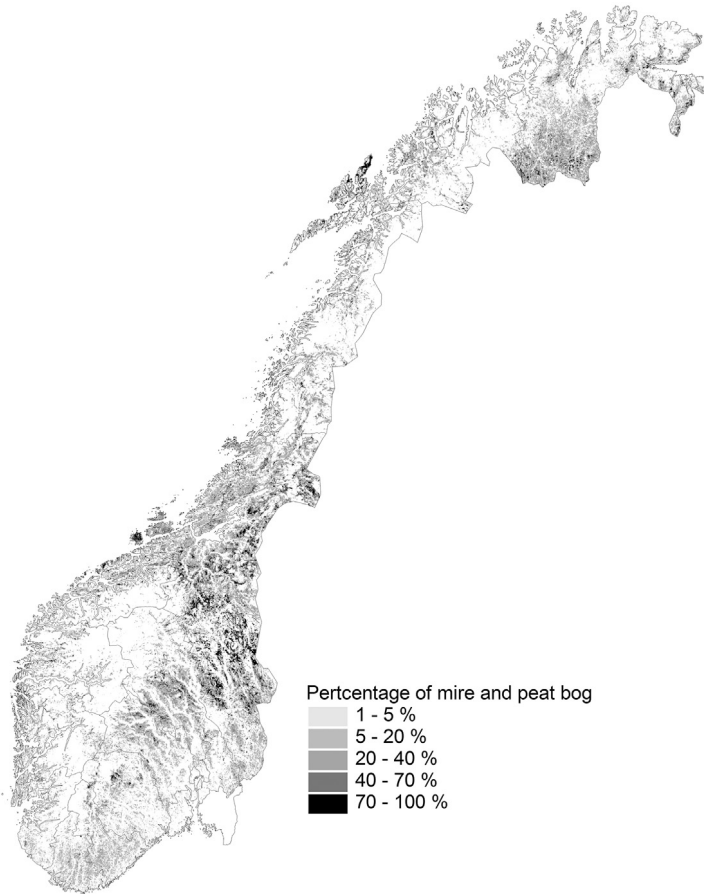 Pertcentage of mire and peat bog
1 - 5 %
5 - 20 %
20 - 40 %
40 - 70 %
70 - 100 %